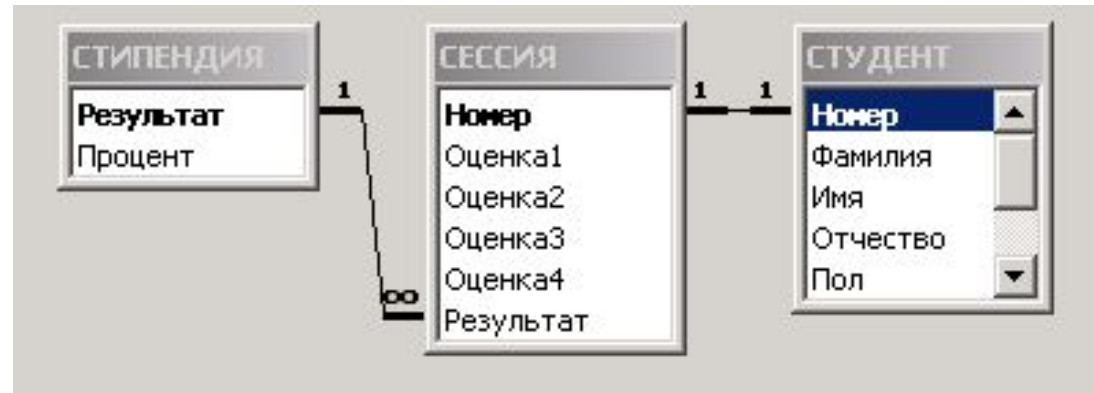 СТИПЕНДИЯ
Результат
Процент
1
∞
СЕССИЯ
Номер
Оценка1
Оценка2
Оценка3
Оценка4
Результат
1
1
СТУДЕНТ
Номер
Фамилия
Имя
Отчество
Пол